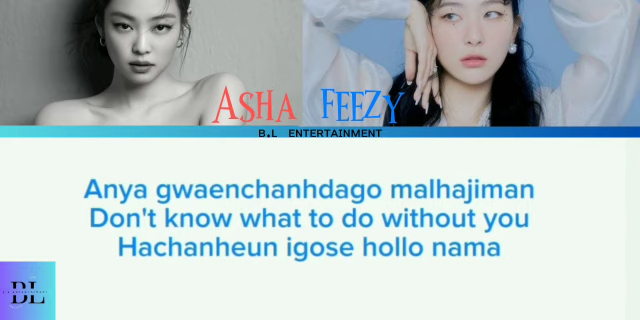 ASHA FEEZY
B.L ENTERTAINMENT
Anya gwaenchanhdago malhajiman
Don't know what to do without you
Hachanheun igose hollo nama
BL